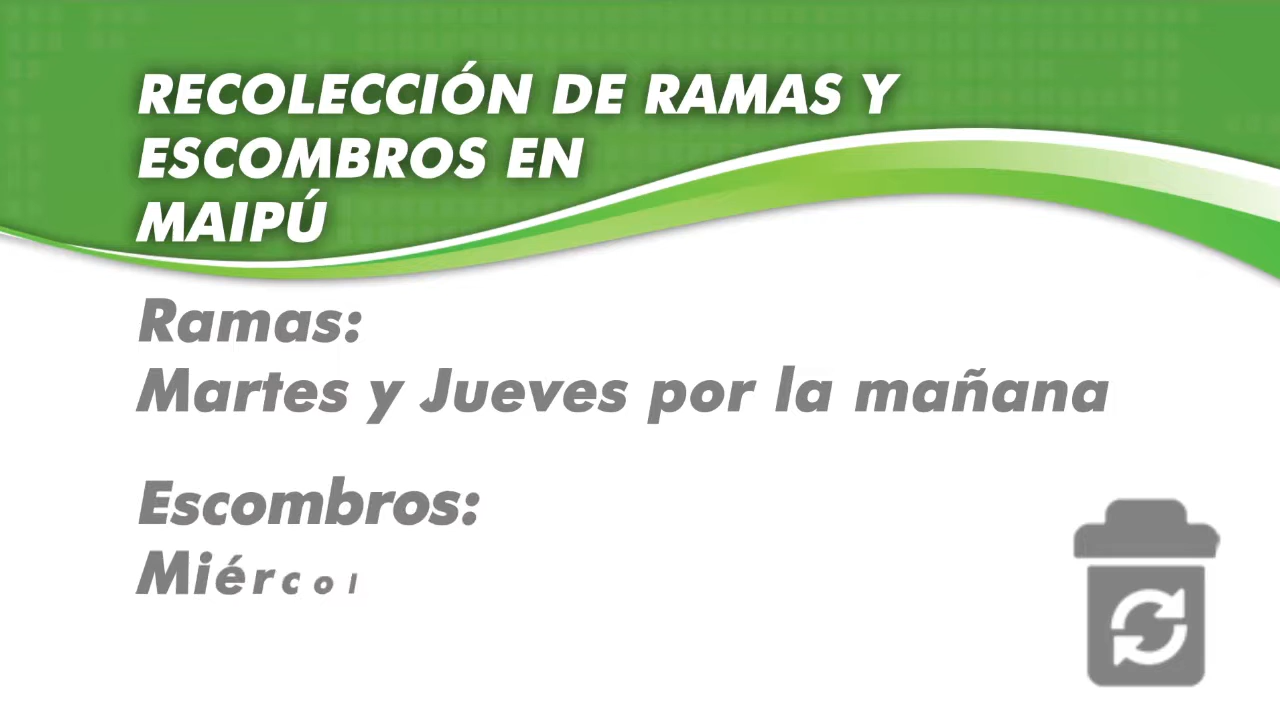 RECOLECCIÓN DE RAMAS Y
ESCOMBROS EN
MAIPÚ
Ramas:
Martes y Jueves por la mañana
Escombros:
Miércol